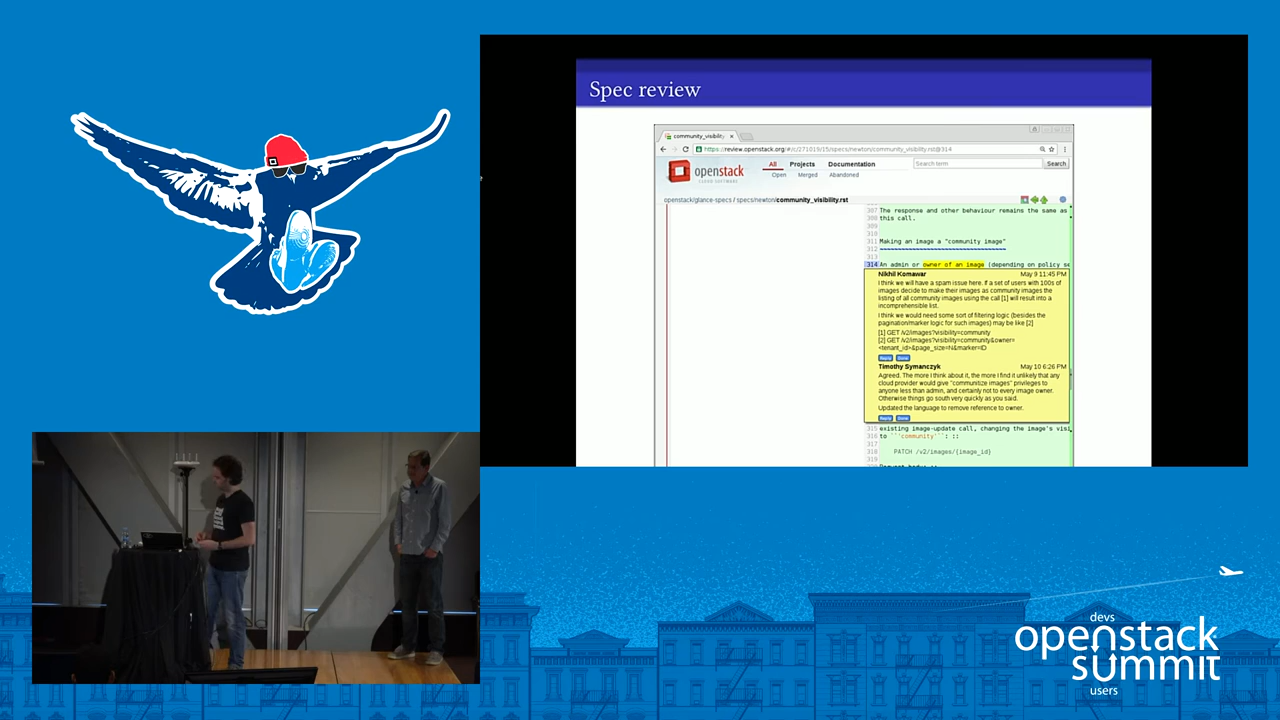 Spec review
community_visibility
https://review.openstack.org/#/c/271019/15/specs/newton/community_visibility.rst@314
openstack
CLOUD SOFTWARE
All Projects Documentation
Open Merged Abandoned
Search term
Search
openstack/glance-specs / specs/newton/community_visibility.rst
307 The response and other behaviour remains the same as
308 this call.
309
310
311 Making an image a "community image"
312 ~~~~~~~~~~~~~~~~~~~~~~~~~~~~~~~~~~~
313
314 An admin or owner of an image (depending on policy se
Nikhil Komawar May 9 11:45 PM
I think we will have a spam issue here. If a set of users with 100s of
images decide to make their images as community images the
listing of all community images using the call [1] will result into a
incomprehensible list.
I think we would need some sort of filtering logic (besides the
pagination/marker logic for such images) may be like [2]
[1] GET /v2/images?visibility=community
[2] GET /v2/images?visibility=community&owner=
<tenant_id>&page_size=N&marker=ID
Reply Done
Timothy Symanczyk May 10 6:26 PM
Agreed. The more I think about it, the more I find it unlikely that any
cloud provider would give "communitize images" privileges to
anyone less than admin, and certainly not to every image owner.
Otherwise things go south very quickly as you said.
Updated the language to remove reference to owner.
Reply Done
315 existing image-update call, changing the image's visi
316 to ``'community'``: ::
317
318 PATCH /v2/images/{image_id}
319
devs
openstack
summit
users